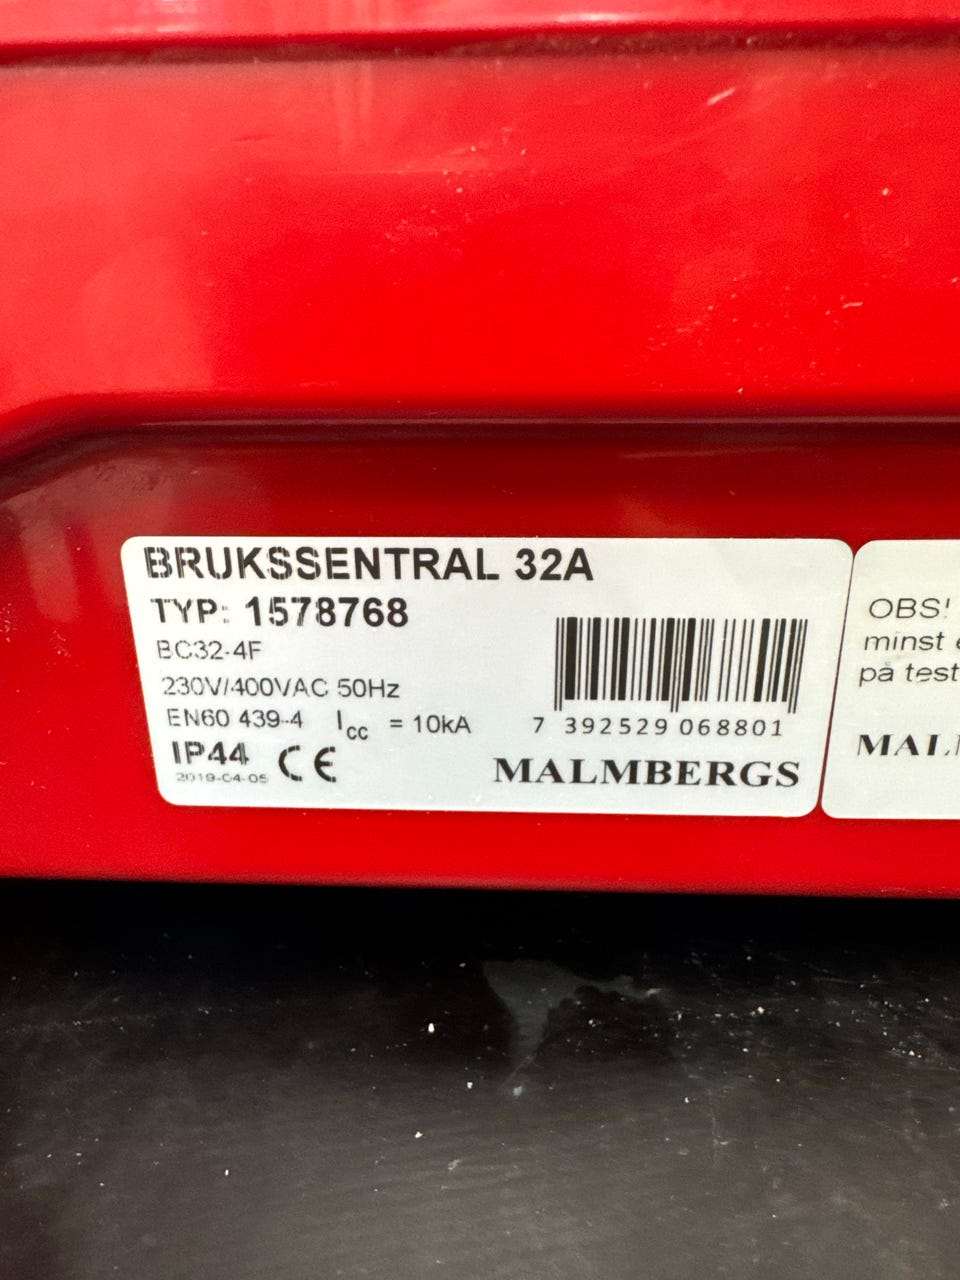 BRUKSSENTRAL 32A
TYP: 1578768
BC32-4F
230V/400VAC 50Hz
EN60 439-4 Icc = 10kA
IP44 CE
2019-04-05
7 392529 068801
MALMBERGS
OBS!
minst
på test